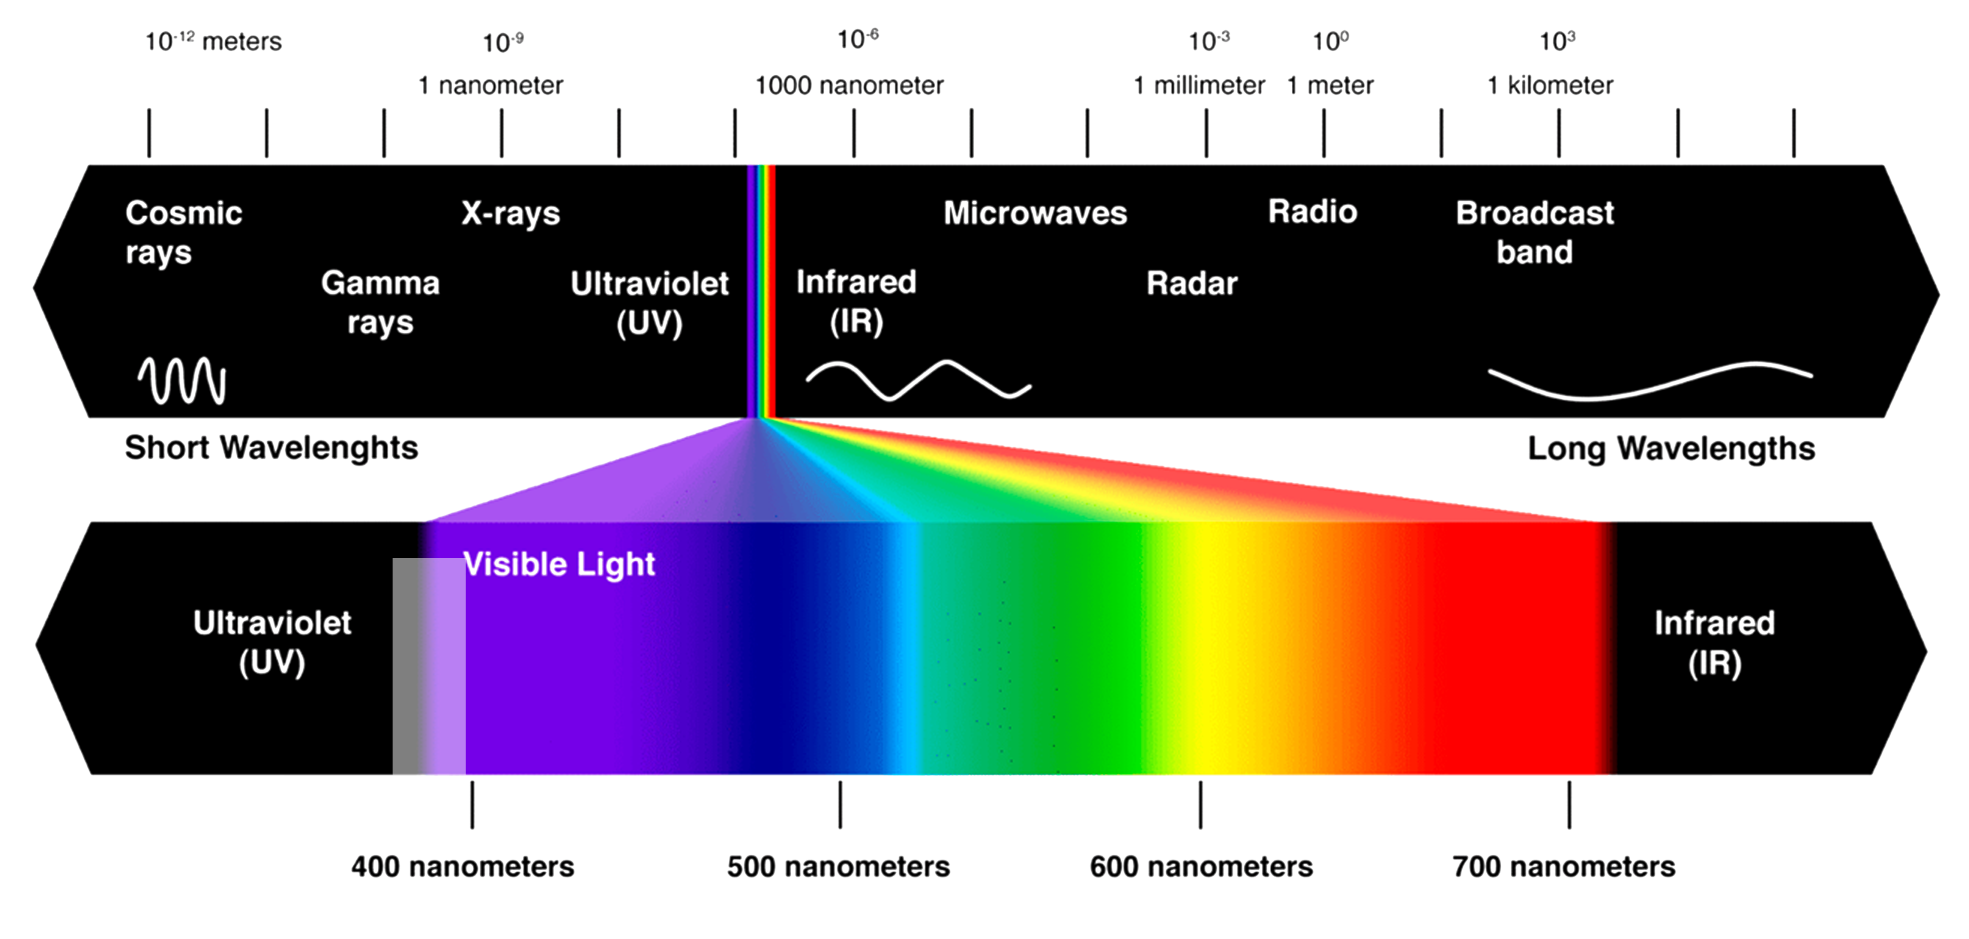 10-12 meters
10-9
10-6
10-3
100
103
1 nanometer
1000 nanometer
1 millimeter
1 meter
1 kilometer
Cosmic
rays
X-rays
Microwaves
Radio
Broadcast
band
Gamma
rays
Ultraviolet
(UV)
Infrared
(IR)
Radar
Short Wavelenghts
Long Wavelengths
Visible Light
Ultraviolet
(UV)
Infrared
(IR)
400 nanometers
500 nanometers
600 nanometers
700 nanometers